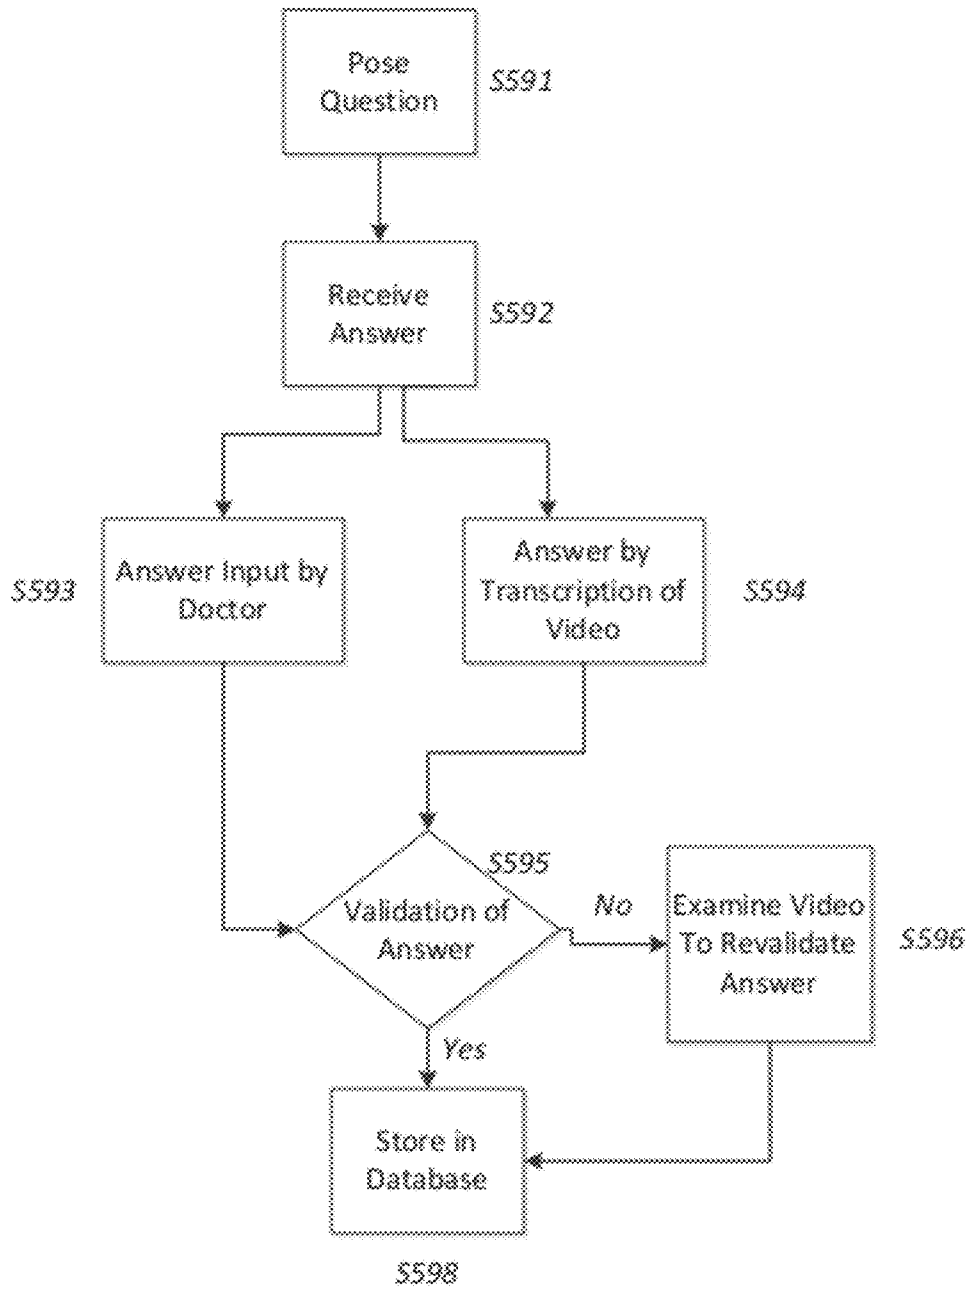 Pose
Question
S591
Receive
Answer
S592
Answer Input by
Doctor
S593
Answer by
Transcription of
Video
S594
S595
Validation of
Answer
No
Examine Video
To Revalidate
Answer
S596
Yes
Store in
Database
S598